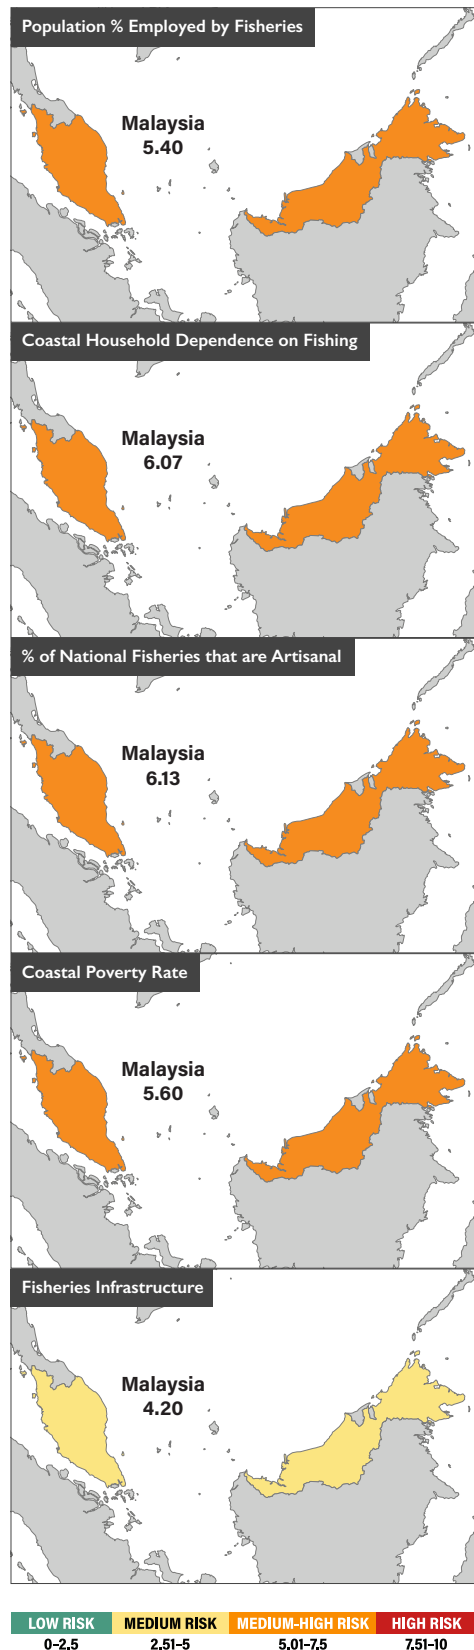 Population % Employed by Fisheries
Malaysia
5.40
Coastal Household Dependence on Fishing
Malaysia
6.07
% of National Fisheries that are Artisanal
Malaysia
6.13
Coastal Poverty Rate
Malaysia
5.60
Fisheries Infrastructure
Malaysia
4.20
LOW RISK MEDIUM RISK MEDIUM-HIGH RISK HIGH RISK
0–2.5 2.51–5 5.01–7.5 7.51–10